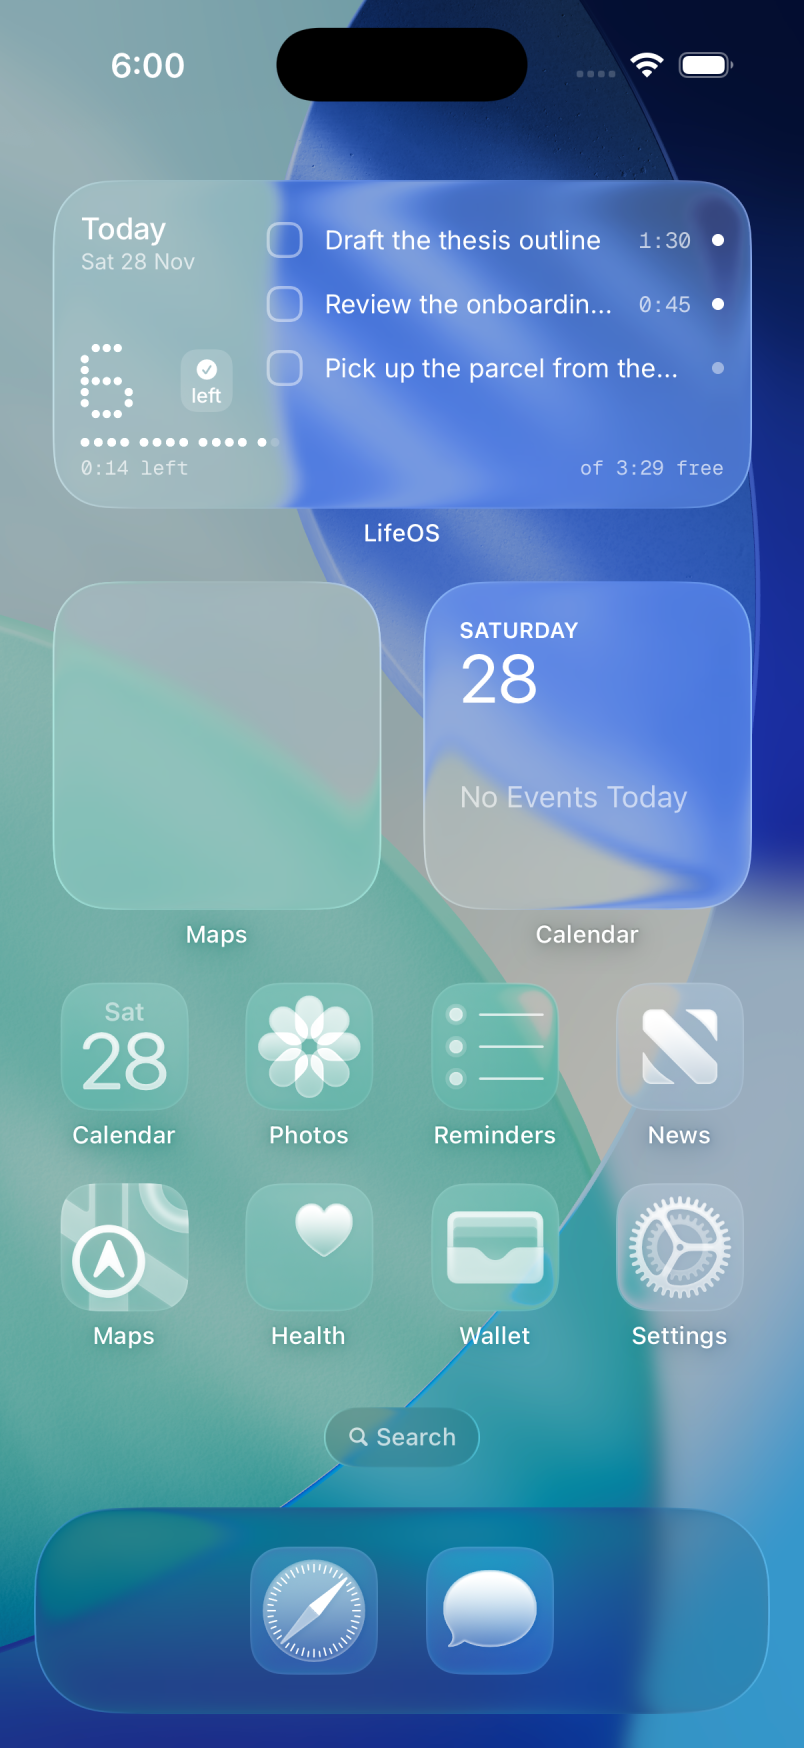 6:00
Today
Sat 28 Nov
Draft the thesis outline 1:30
Review the onboardin... 0:45
Pick up the parcel from the...
6
left
0:14 left
of 3:29 free
LifeOS
SATURDAY
28
No Events Today
Maps
Calendar
Sat
28
Calendar
Photos
Reminders
News
Maps
Health
Wallet
Settings
Search